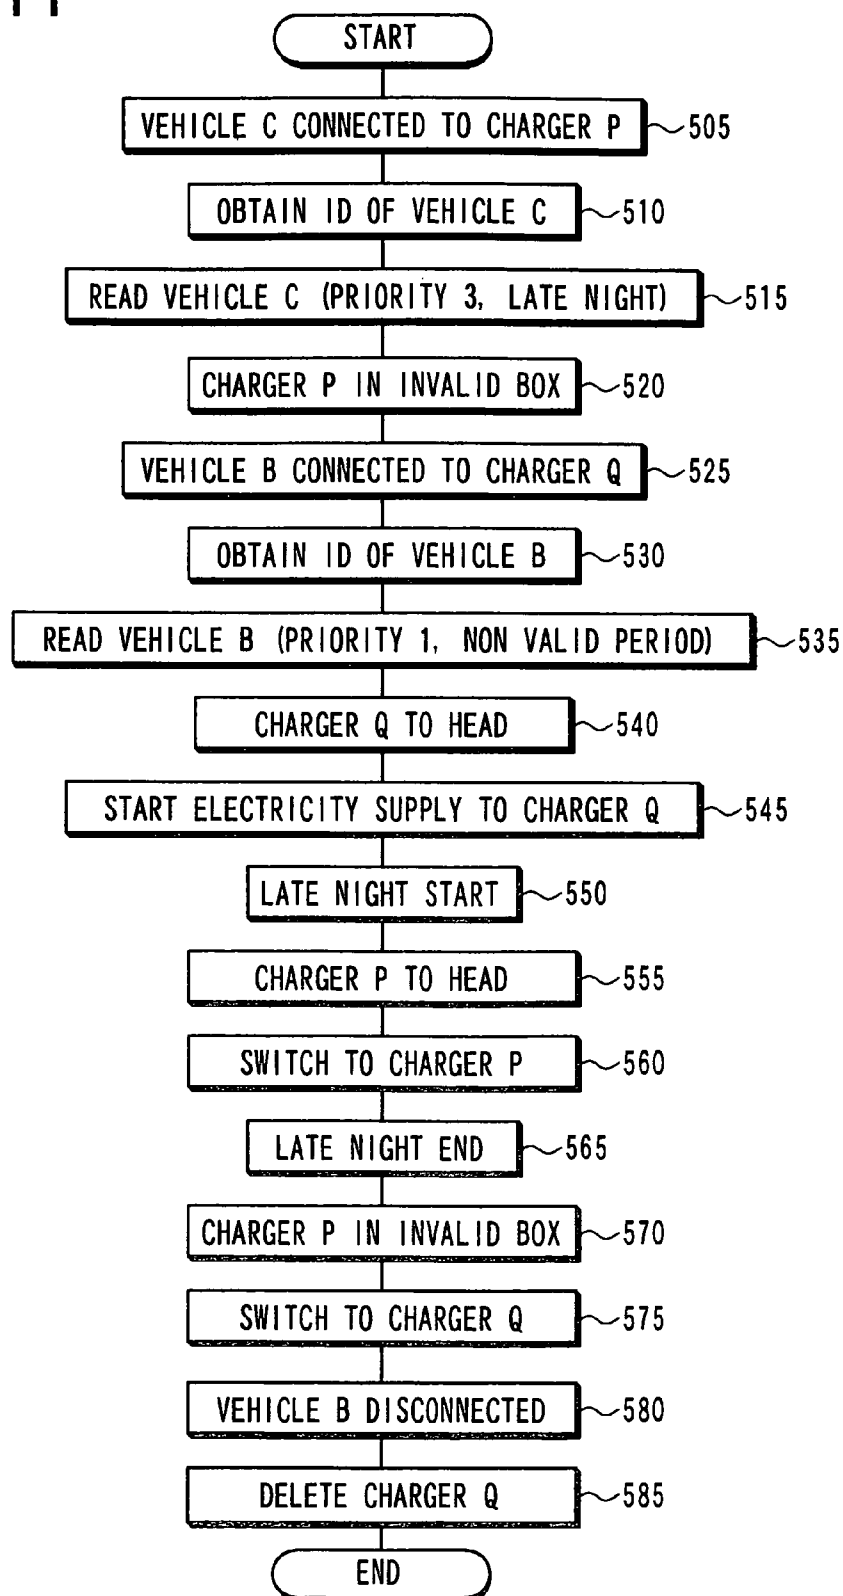 START
VEHICLE C CONNECTED TO CHARGER P 505
OBTAIN ID OF VEHICLE C 510
READ VEHICLE C (PRIORITY 3, LATE NIGHT) 515
CHARGER P IN INVALID BOX 520
VEHICLE B CONNECTED TO CHARGER Q 525
OBTAIN ID OF VEHICLE B 530
READ VEHICLE B (PRIORITY 1, NON VALID PERIOD) 535
CHARGER Q TO HEAD 540
START ELECTRICITY SUPPLY TO CHARGER Q 545
LATE NIGHT START 550
CHARGER P TO HEAD 555
SWITCH TO CHARGER P 560
LATE NIGHT END 565
CHARGER P IN INVALID BOX 570
SWITCH TO CHARGER Q 575
VEHICLE B DISCONNECTED 580
DELETE CHARGER Q 585
END